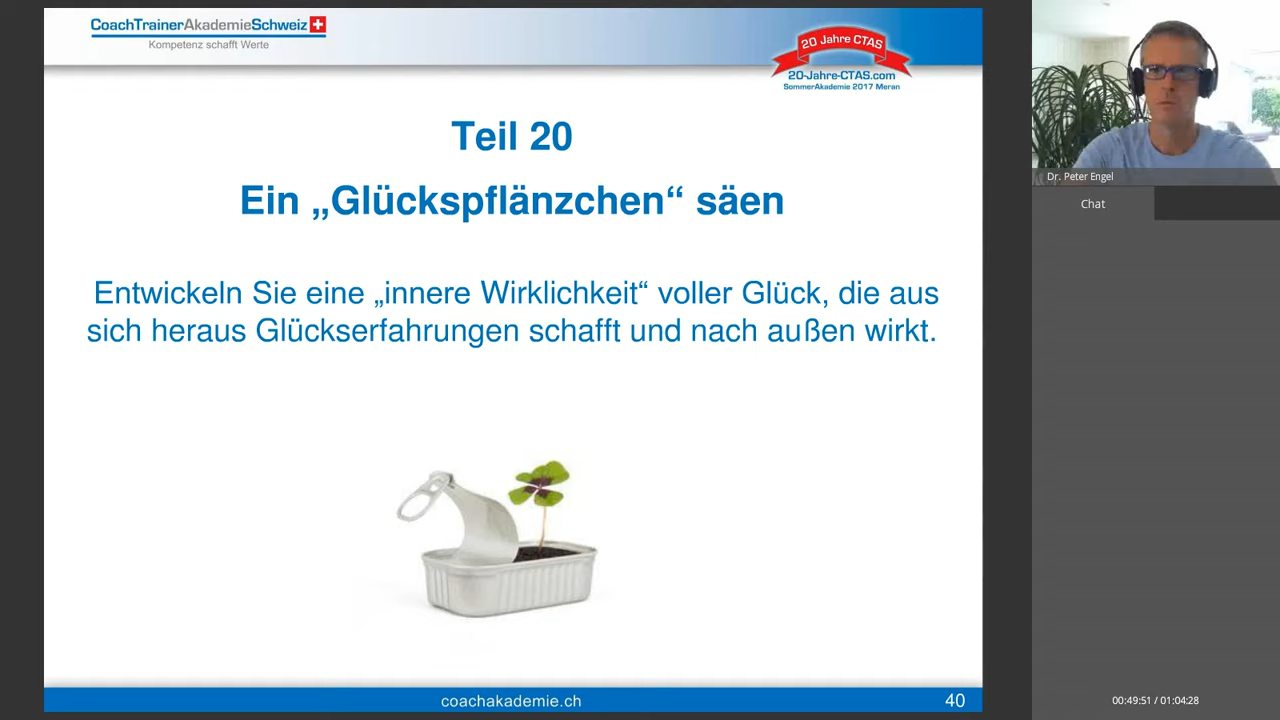 CoachTrainerAkademieSchweiz
Kompetenz schafft Werte
20 Jahre CTAS
20-Jahre-CTAS.com
SommerAkademie 2017 Meran
Teil 20
Ein „Glückspflänzchen“ säen
Entwickeln Sie eine „innere Wirklichkeit“ voller Glück, die aus
sich heraus Glückserfahrungen schafft und nach außen wirkt.
coachakademie.ch
40
Dr. Peter Engel
Chat
00:49:51 / 01:04:28